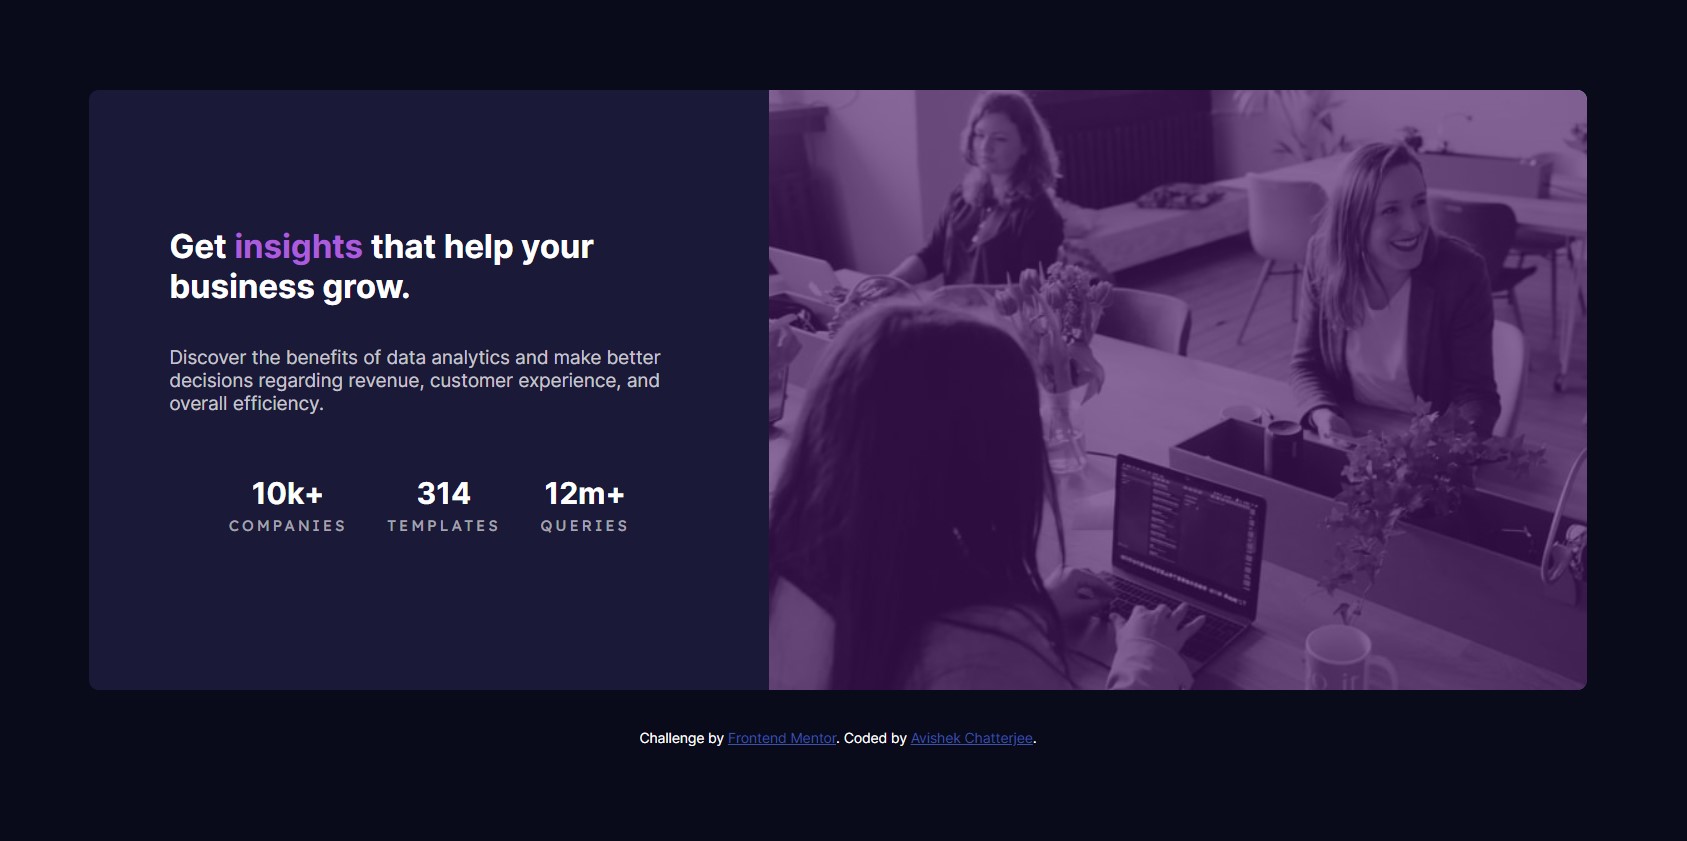 Get insights that help your
business grow.
Discover the benefits of data analytics and make better
decisions regarding revenue, customer experience, and
overall efficiency.
10k+ 314 12m+
COMPANIES TEMPLATES QUERIES
Challenge by Frontend Mentor. Coded by Avishek Chatterjee.